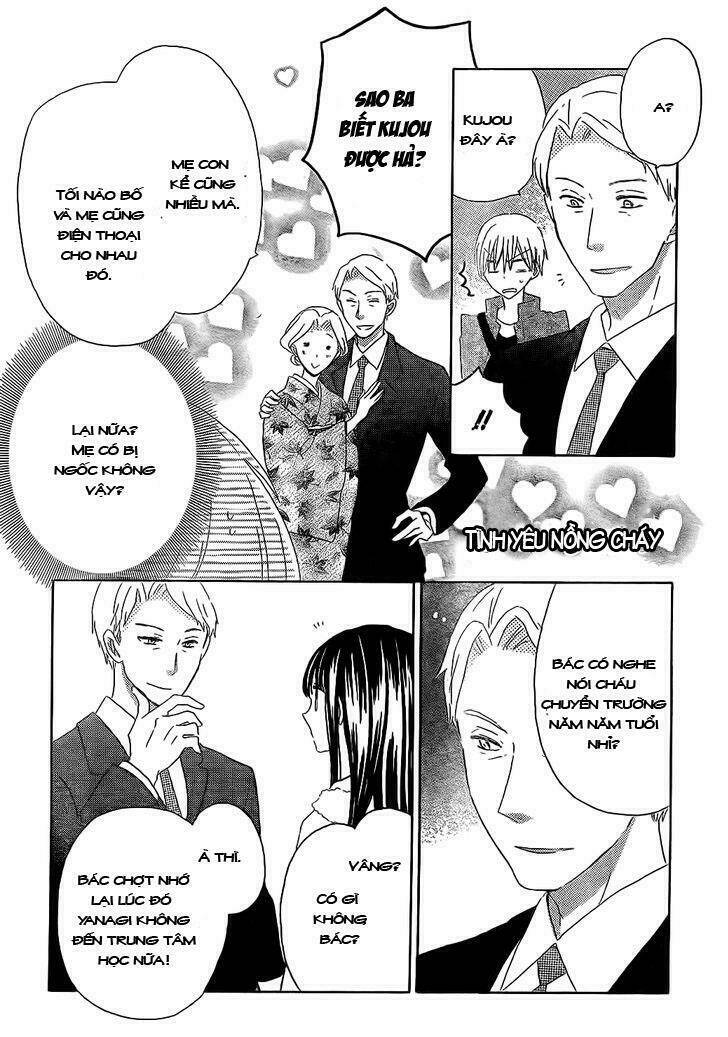 A?
KUJOU
ĐÂY À?
!!
SAO BA
BIẾT KUJOU
ĐƯỢC HẢ?
MẸ CON
KỂ CŨNG
NHIỀU MÀ.
TỐI NÀO BỐ
VÀ MẸ CŨNG
ĐIỆN THOẠI
CHO NHAU
ĐÓ.
LẠI NỮA?
MẸ CÓ BỊ
NGỐC KHÔNG
VẬY?
TÌNH YÊU NỒNG CHÁY
BÁC CÓ NGHE
NÓI CHÁU
CHUYỂN TRƯỜNG
NĂM NĂM TUỔI
NHỈ?
VÂNG?
CÓ GÌ
KHÔNG
BÁC?
À THÌ.
BÁC CHỢT NHỚ
LẠI LÚC ĐÓ
YANAGI KHÔNG
ĐẾN TRUNG TÂM
HỌC NỮA!